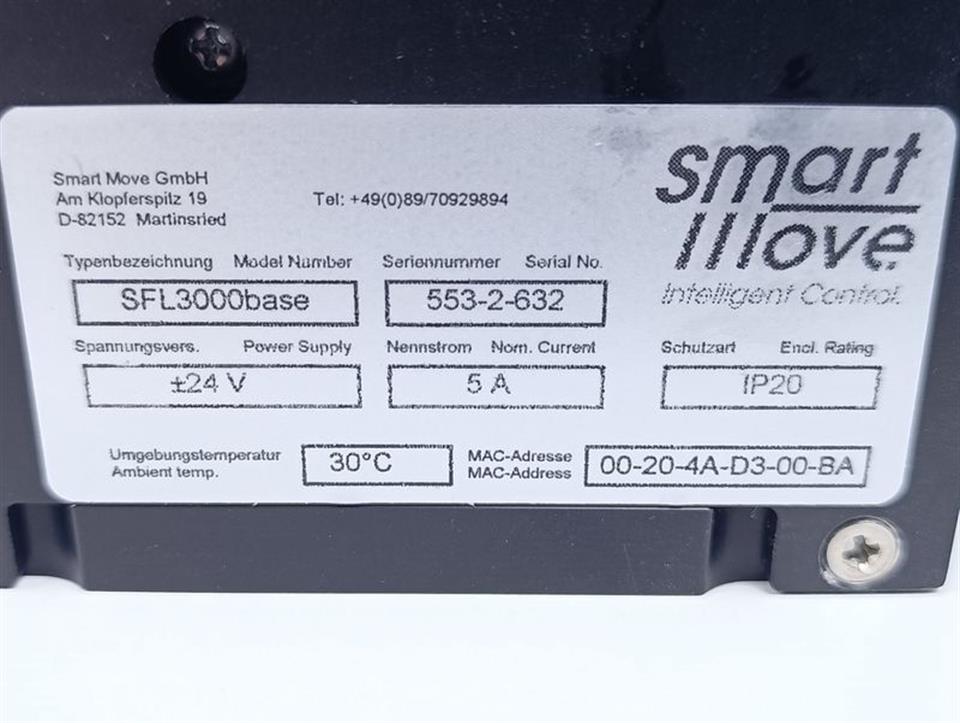 Smart Move GmbH
Am Klopferspitz 19
D-82152 Martinsried
Tel: +49(0)89/70929894
smart
move
Intelligent Control.
Typenbezeichnung Model Number
SFL3000base
Seriennummer Serial No.
553-2-632
Spannungsvers. Power Supply
±24 V
Nennstrom Nom. Current
5 A
Schutzart Encl. Rating
IP20
Umgebungstemperatur
Ambient temp.
30°C
MAC-Adresse
MAC-Address
00-20-4A-D3-00-BA